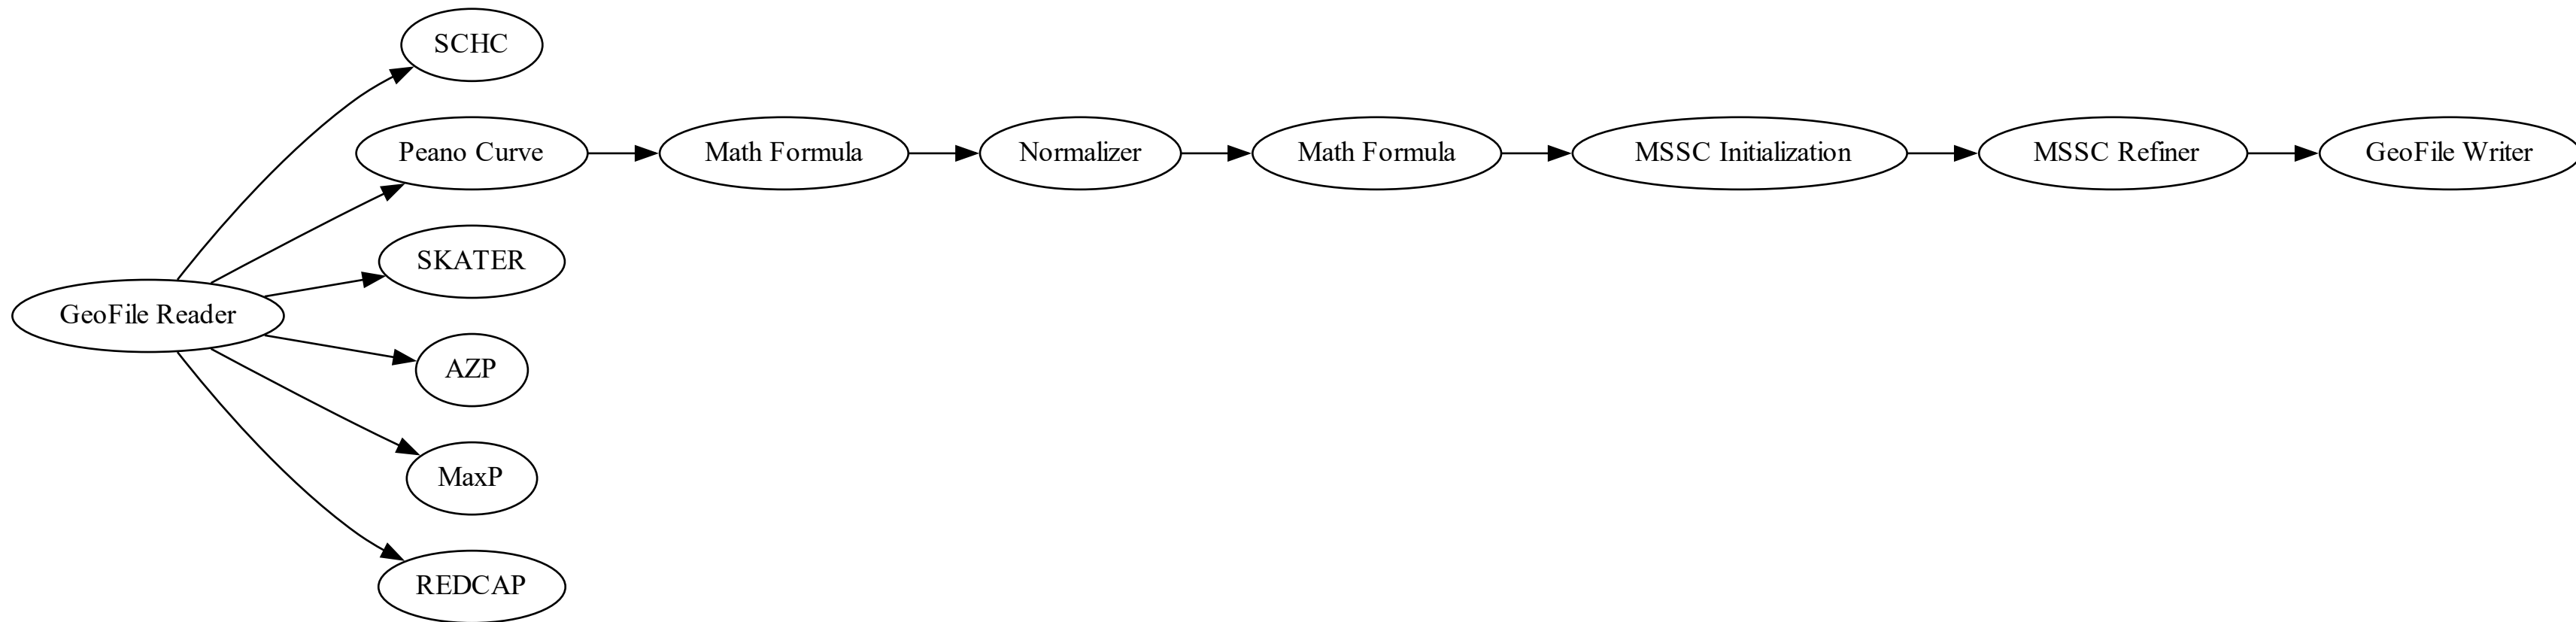 SCHC
Peano Curve
Math Formula
Normalizer
Math Formula
MSSC Initialization
MSSC Refiner
GeoFile Writer
SKATER
GeoFile Reader
AZP
MaxP
REDCAP